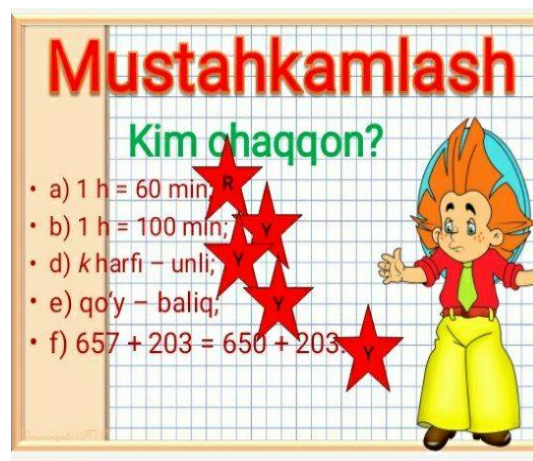 Mustahkamlash
Kim chaqqon?
• a) 1 h = 60 min; R
• b) 1 h = 100 min; Y
• d) k harfi – unli; Y
• e) qo'y – baliq; Y
• f) 657 + 203 = 650 + 203. Y